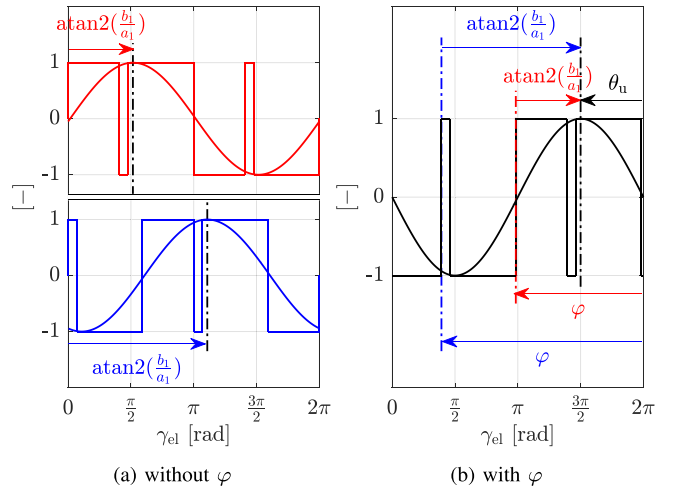 atan2(b₁/a₁)
1
0
-1
[−]
1
0
-1
atan2(b₁/a₁)
0 π/2 π 3π/2 2π
γel [rad]
(a) without φ
atan2(b₁/a₁)
atan2(b₁/a₁)
θu
1
0
-1
[−]
φ
φ
0 π/2 π 3π/2 2π
γel [rad]
(b) with φ